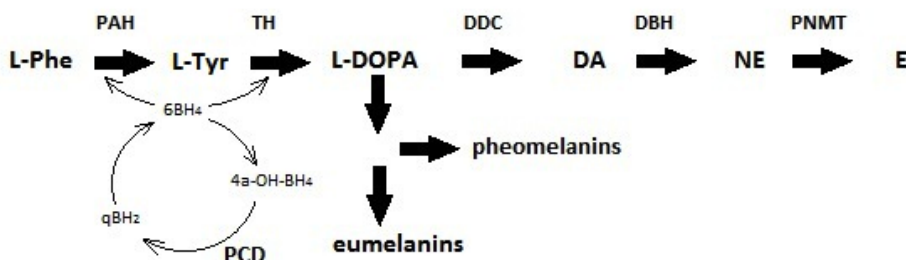 PAH TH DDC DBH PNMT
L-Phe L-Tyr L-DOPA DA NE E
6BH4
pheomelanins
4a-OH-BH4
qBH2
eumelanins
PCD